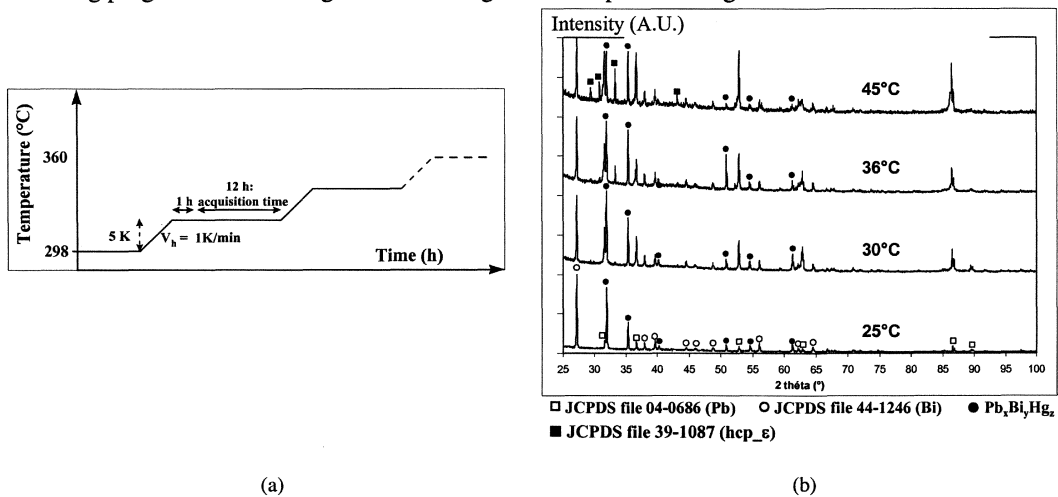 Intensity (A.U.)
Temperature (°C)
360
298
12 h:
1 h acquisition time
5 K
Vh = 1K/min
Time (h)
45°C
36°C
30°C
25°C
25 30 35 40 45 50 55 60 65 70 75 80 85 90 95 100
2 théta (°)
□ JCPDS file 04-0686 (Pb) ○ JCPDS file 44-1246 (Bi) ● PbxBiyHgz
■ JCPDS file 39-1087 (hcp_ε)
(a) (b)